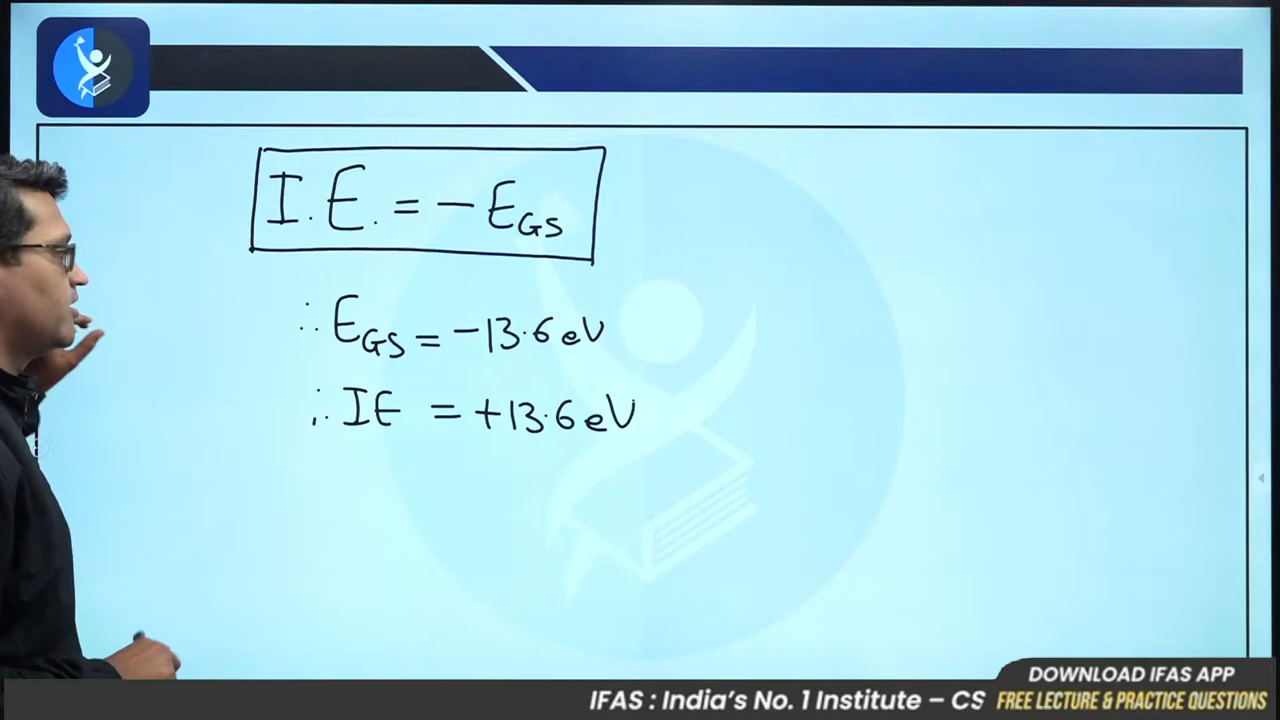 I.E. = - E_GS
∴ E_GS = -13.6 eV
∴ IE = +13.6 eV
DOWNLOAD IFAS APP
IFAS : India's No. 1 Institute – CS FREE LECTURE & PRACTICE QUESTIONS